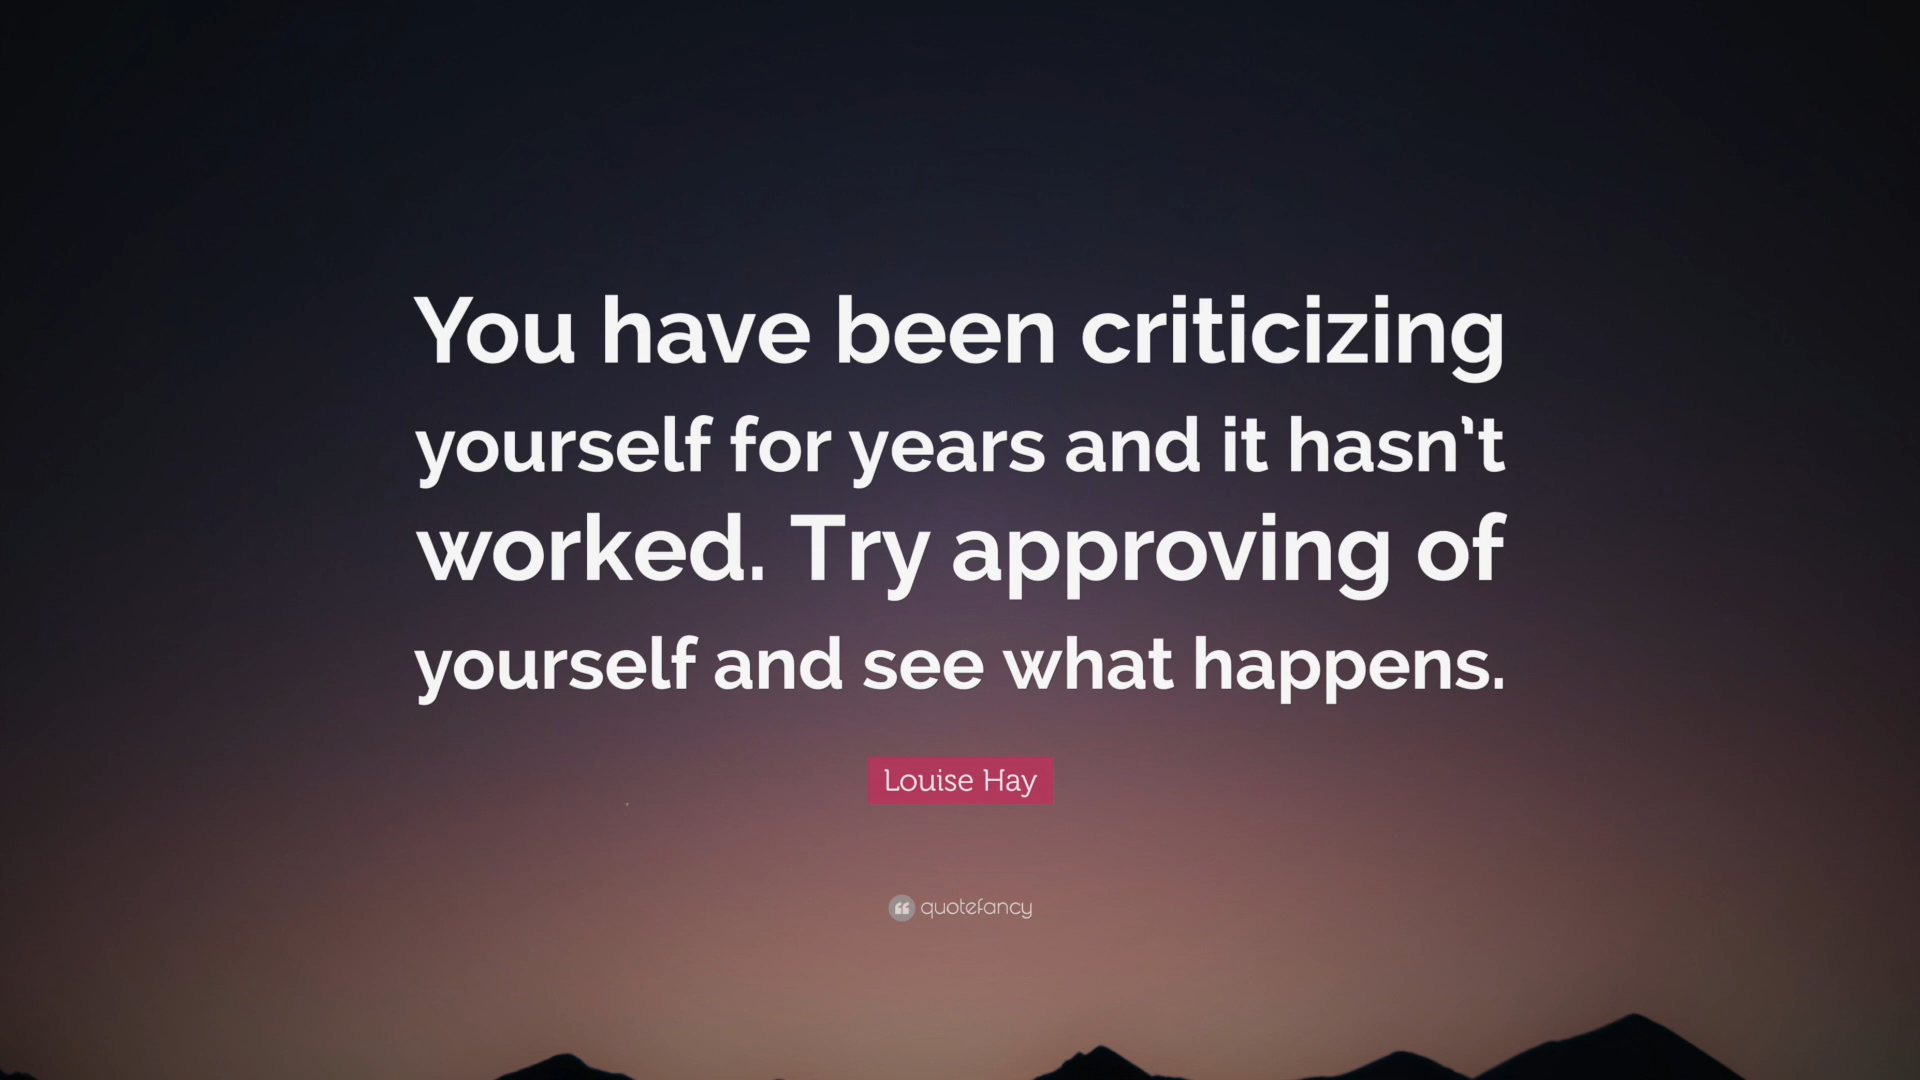 You have been criticizing
yourself for years and it hasn’t
worked. Try approving of
yourself and see what happens.
Louise Hay
quotefancy